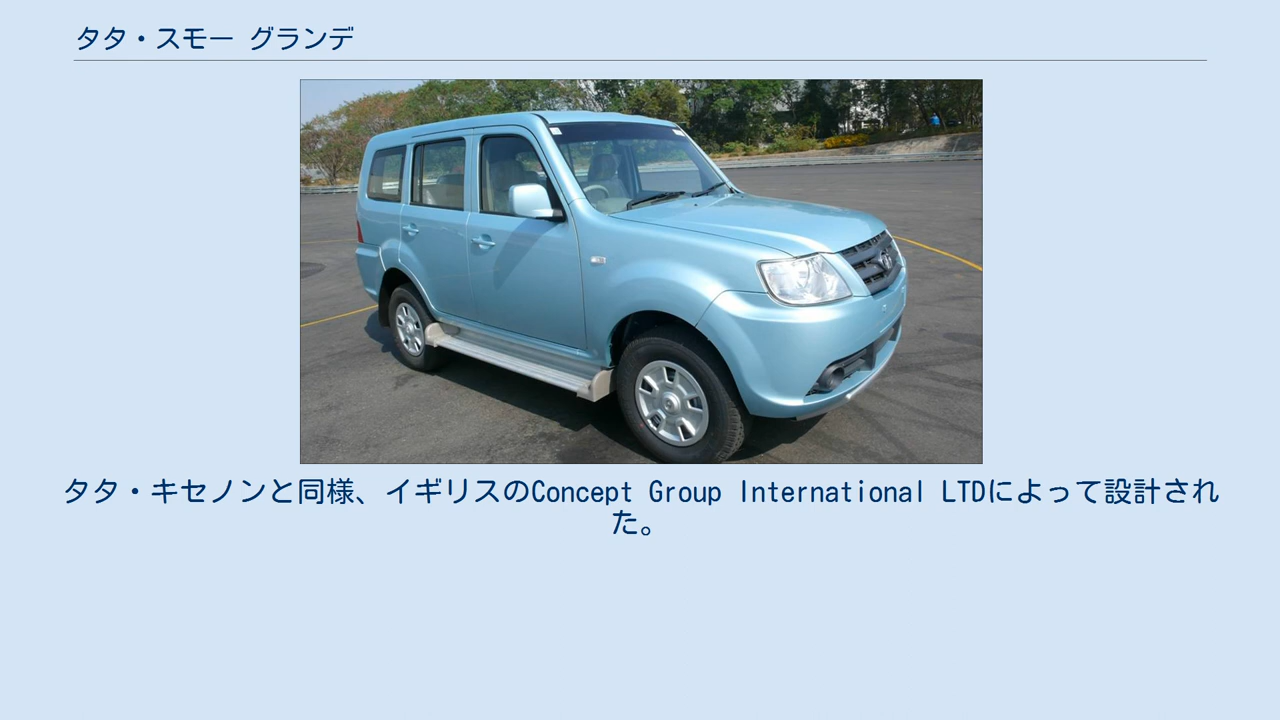 タタ・スモー グランデ
タタ・キセノンと同様、イギリスのConcept Group International LTDによって設計され
た。